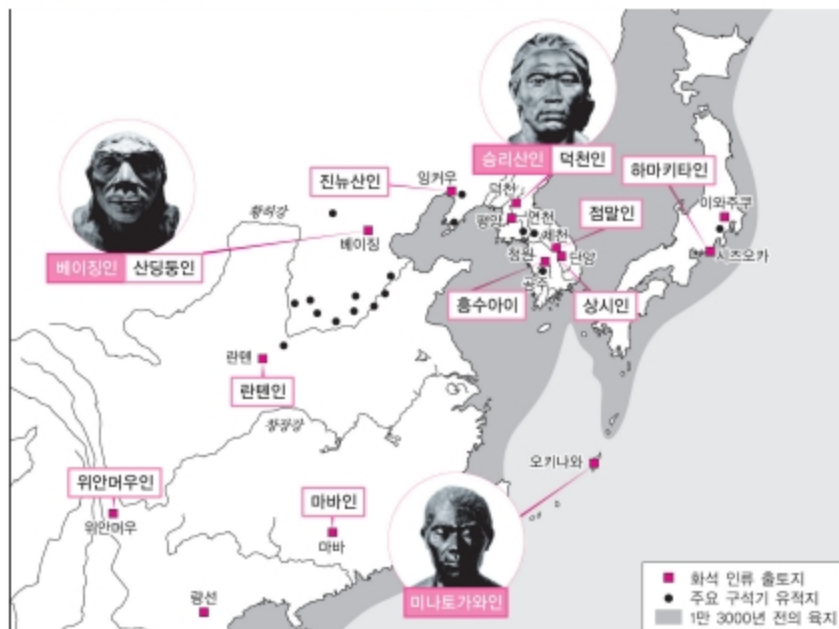 승리산인 덕천인
진뉴산인
잉커우
덕천
하마키타인
평양
연천
점말인
이와주쿠
황허강
베이징
제천
청원
단양
시즈오카
베이징인 산딩둥인
공주
흥수아이
상시인
란톈
란톈인
창장강
오키나와
위안머우인
위안머우
마바인
마바
미나토가와인
광선
화석 인류 출토지
주요 구석기 유적지
1만 3000년 전의 육지